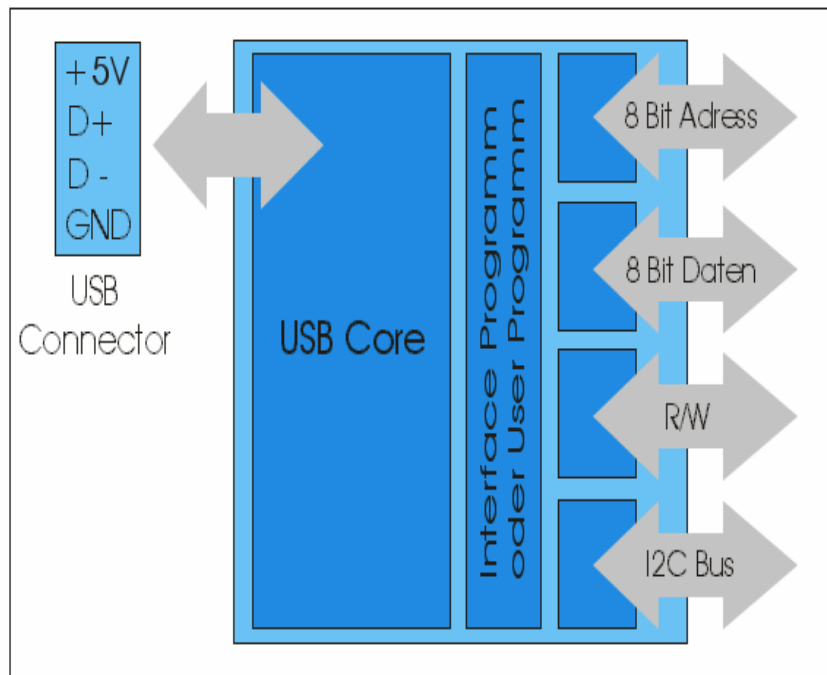 +5V
D+
D -
GND
USB
Connector
USB Core
Interface Programm
oder User Programm
8 Bit Adress
8 Bit Daten
R/W
I2C Bus